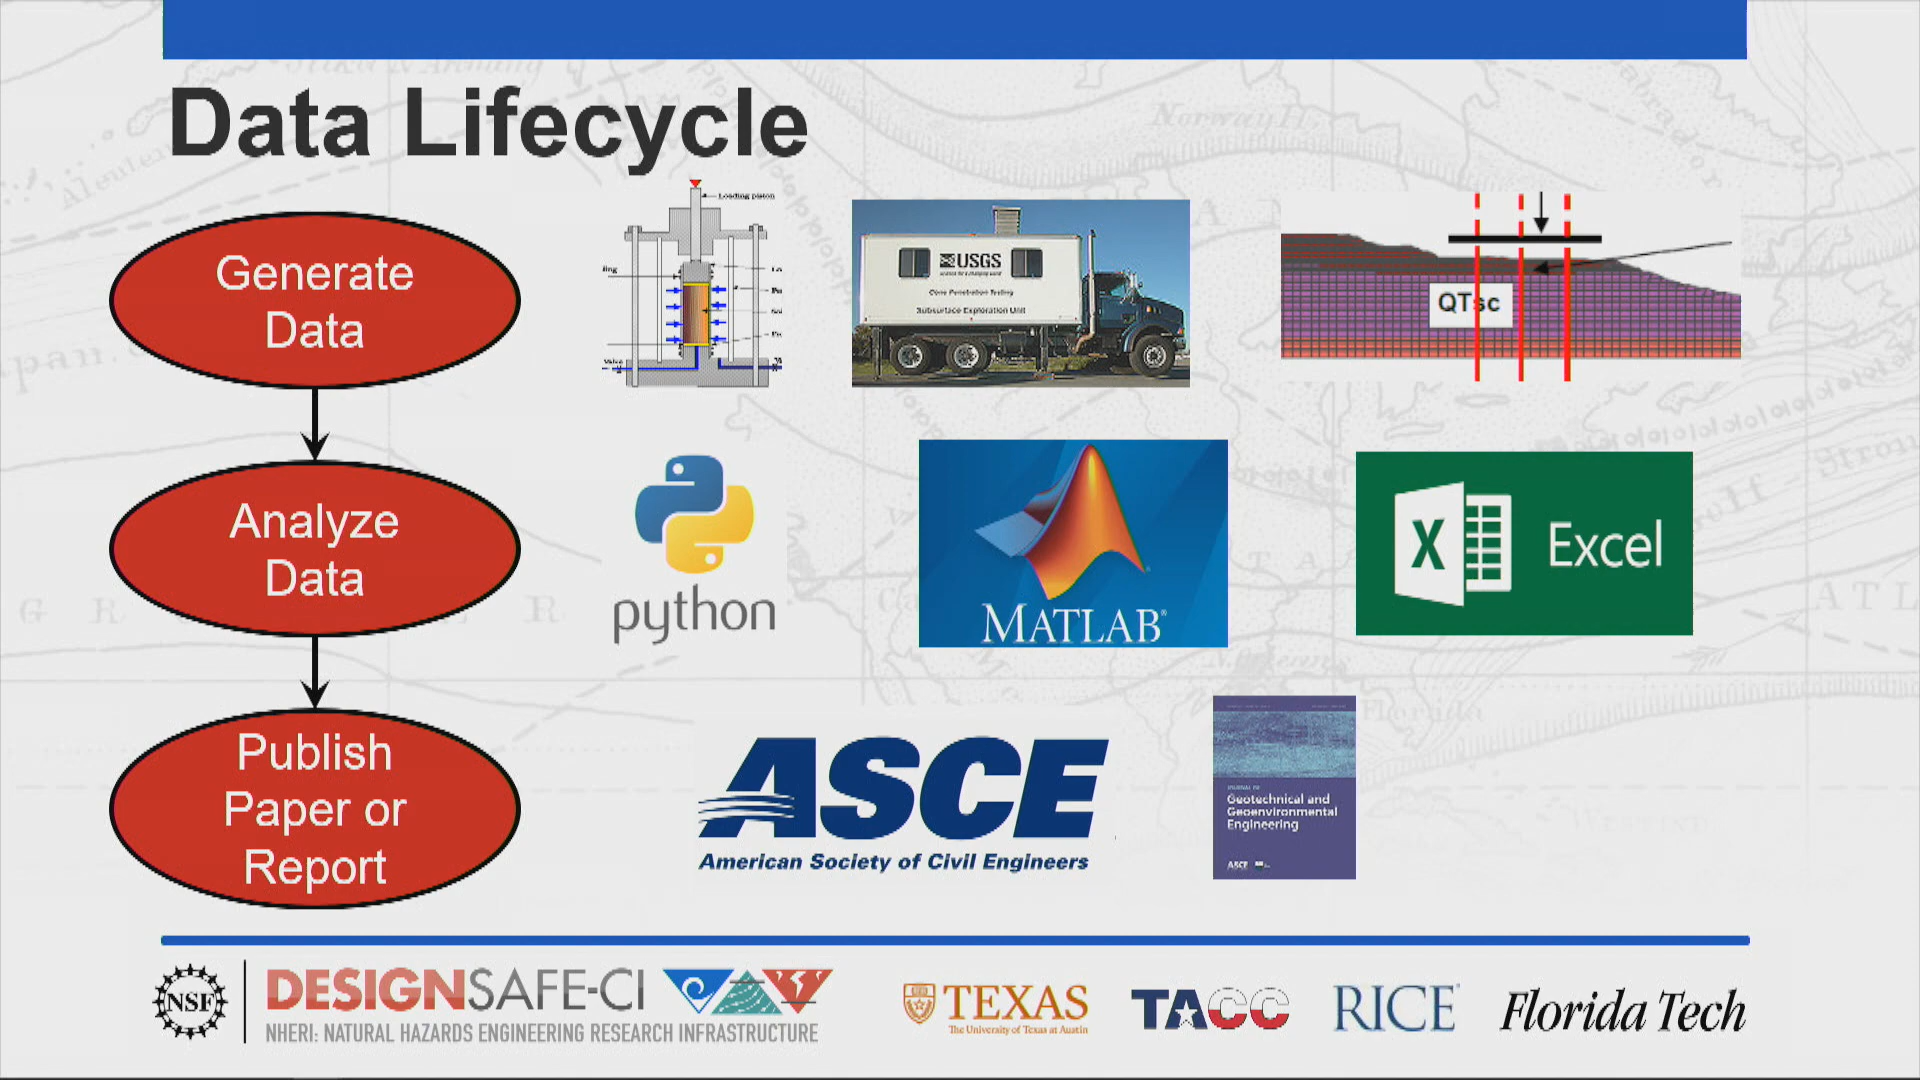 Data Lifecycle
Generate
Data
Loading piston
USGS
Cone Penetration Testing
Subsurface Exploration Unit
QTsc
Analyze
Data
python
MATLAB
X Excel
Publish
Paper or
Report
ASCE
American Society of Civil Engineers
JOURNAL OF
Geotechnical and
Geoenvironmental
Engineering
ASCE
NSF
DESIGNSAFE-CI
NHERI: NATURAL HAZARDS ENGINEERING RESEARCH INFRASTRUCTURE
TEXAS
The University of Texas at Austin
TACC
RICE
Florida Tech